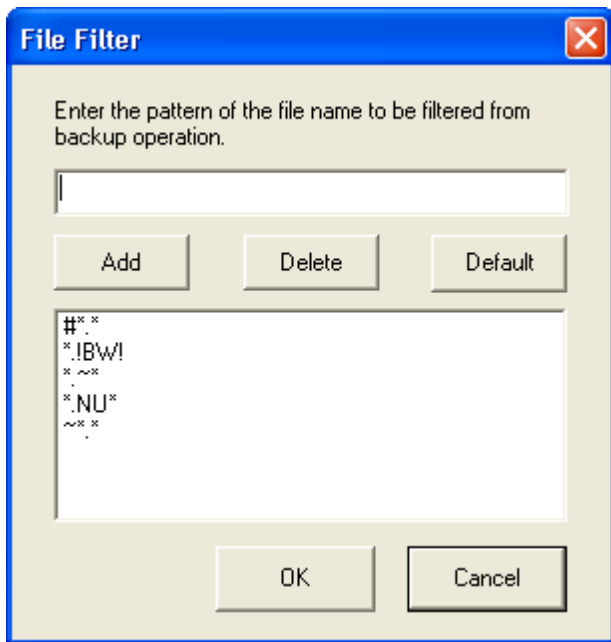 File Filter
Enter the pattern of the file name to be filtered from
backup operation.
Add Delete Default
#*.*
*.!BW!
*.~*
*.NU*
~*.*
OK Cancel